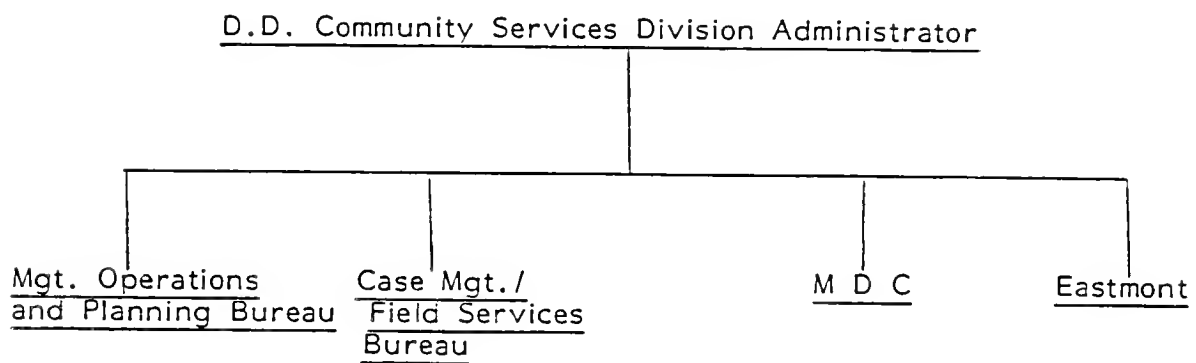 D.D. Community Services Division Administrator
Mgt. Operations
and Planning Bureau
Case Mgt./
Field Services
Bureau
M D C
Eastmont